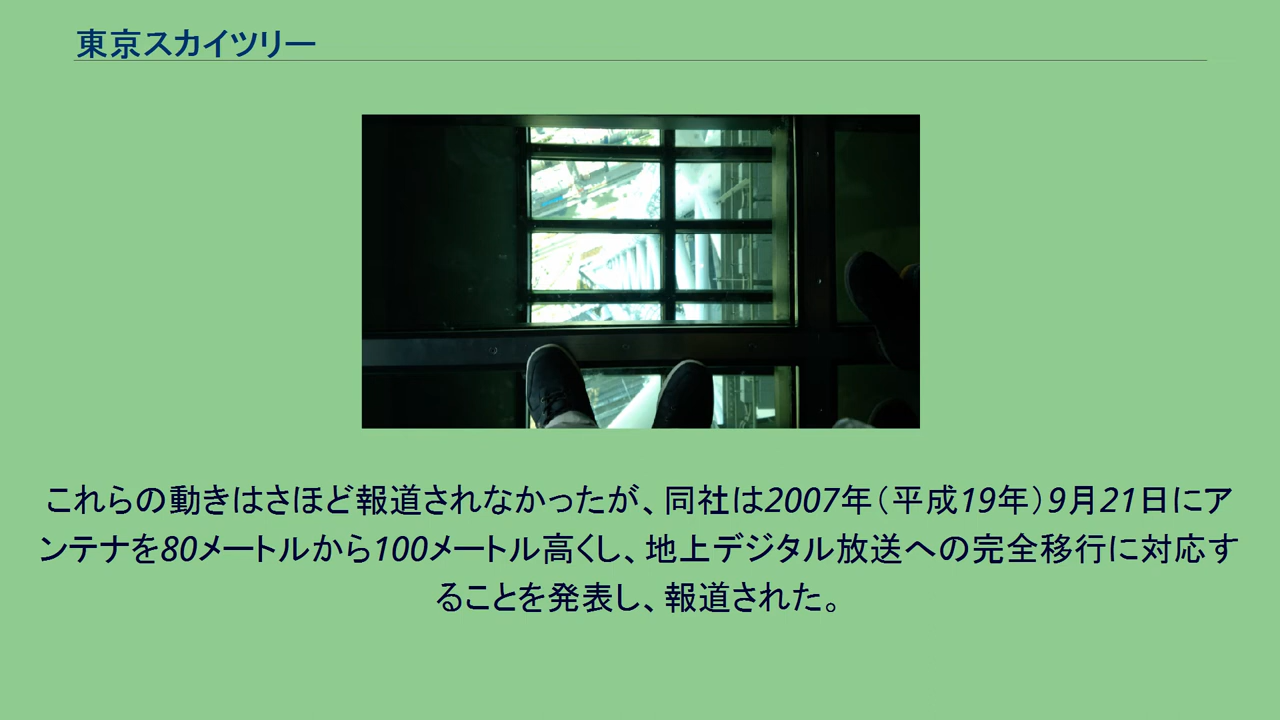 東京スカイツリー
これらの動きはさほど報道されなかったが、同社は2007年（平成19年）9月21日にア
ンテナを80メートルから100メートル高くし、地上デジタル放送への完全移行に対応す
ることを発表し、報道された。